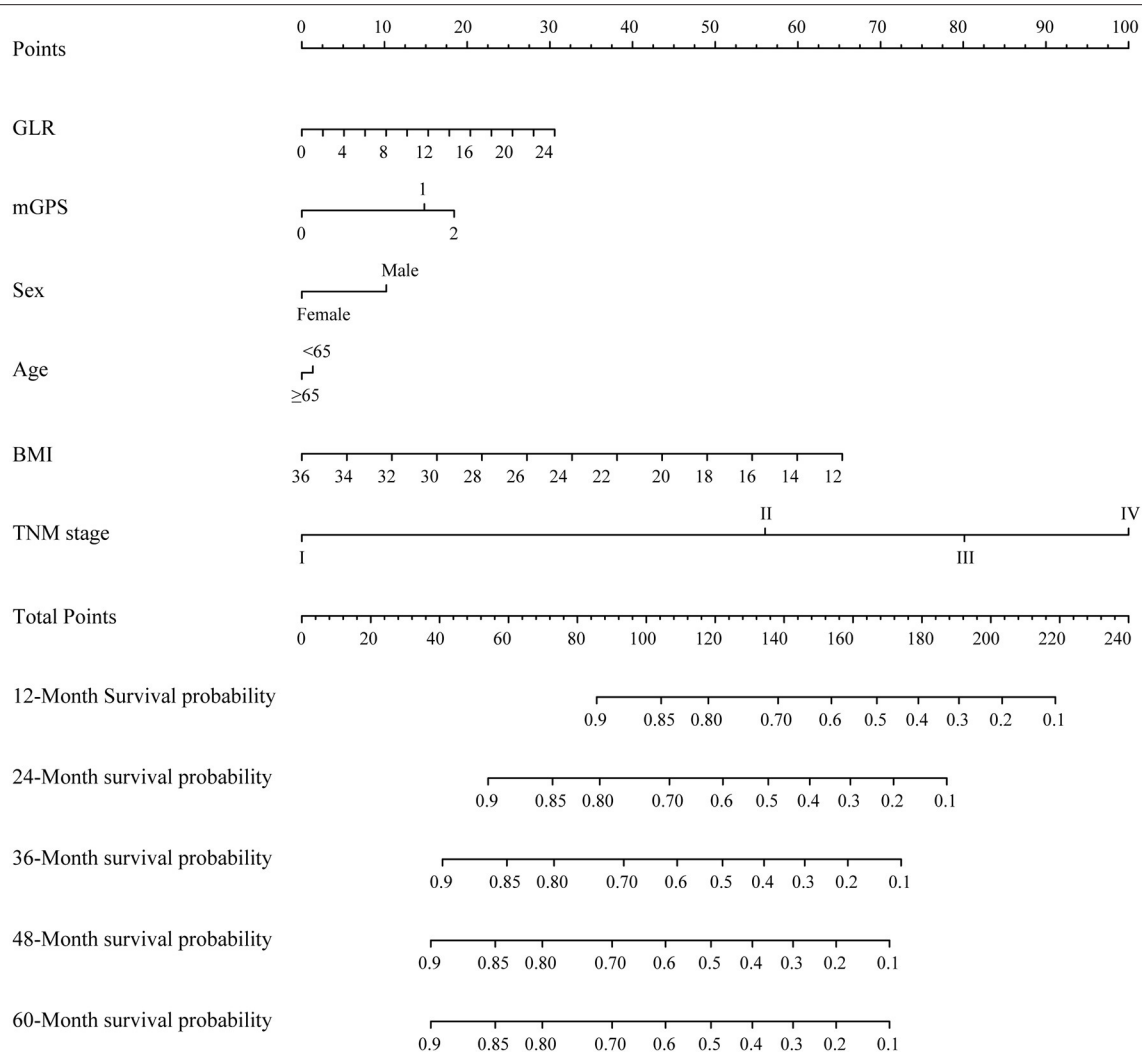 0 10 20 30 40 50 60 70 80 90 100
Points
GLR
0 4 8 12 16 20 24
1
mGPS
0 2
Male
Sex
Female
<65
Age
≥65
BMI
36 34 32 30 28 26 24 22 20 18 16 14 12
II IV
TNM stage
I III
Total Points
0 20 40 60 80 100 120 140 160 180 200 220 240
12-Month Survival probability
0.9 0.85 0.80 0.70 0.6 0.5 0.4 0.3 0.2 0.1
24-Month survival probability
0.9 0.85 0.80 0.70 0.6 0.5 0.4 0.3 0.2 0.1
36-Month survival probability
0.9 0.85 0.80 0.70 0.6 0.5 0.4 0.3 0.2 0.1
48-Month survival probability
0.9 0.85 0.80 0.70 0.6 0.5 0.4 0.3 0.2 0.1
60-Month survival probability
0.9 0.85 0.80 0.70 0.6 0.5 0.4 0.3 0.2 0.1